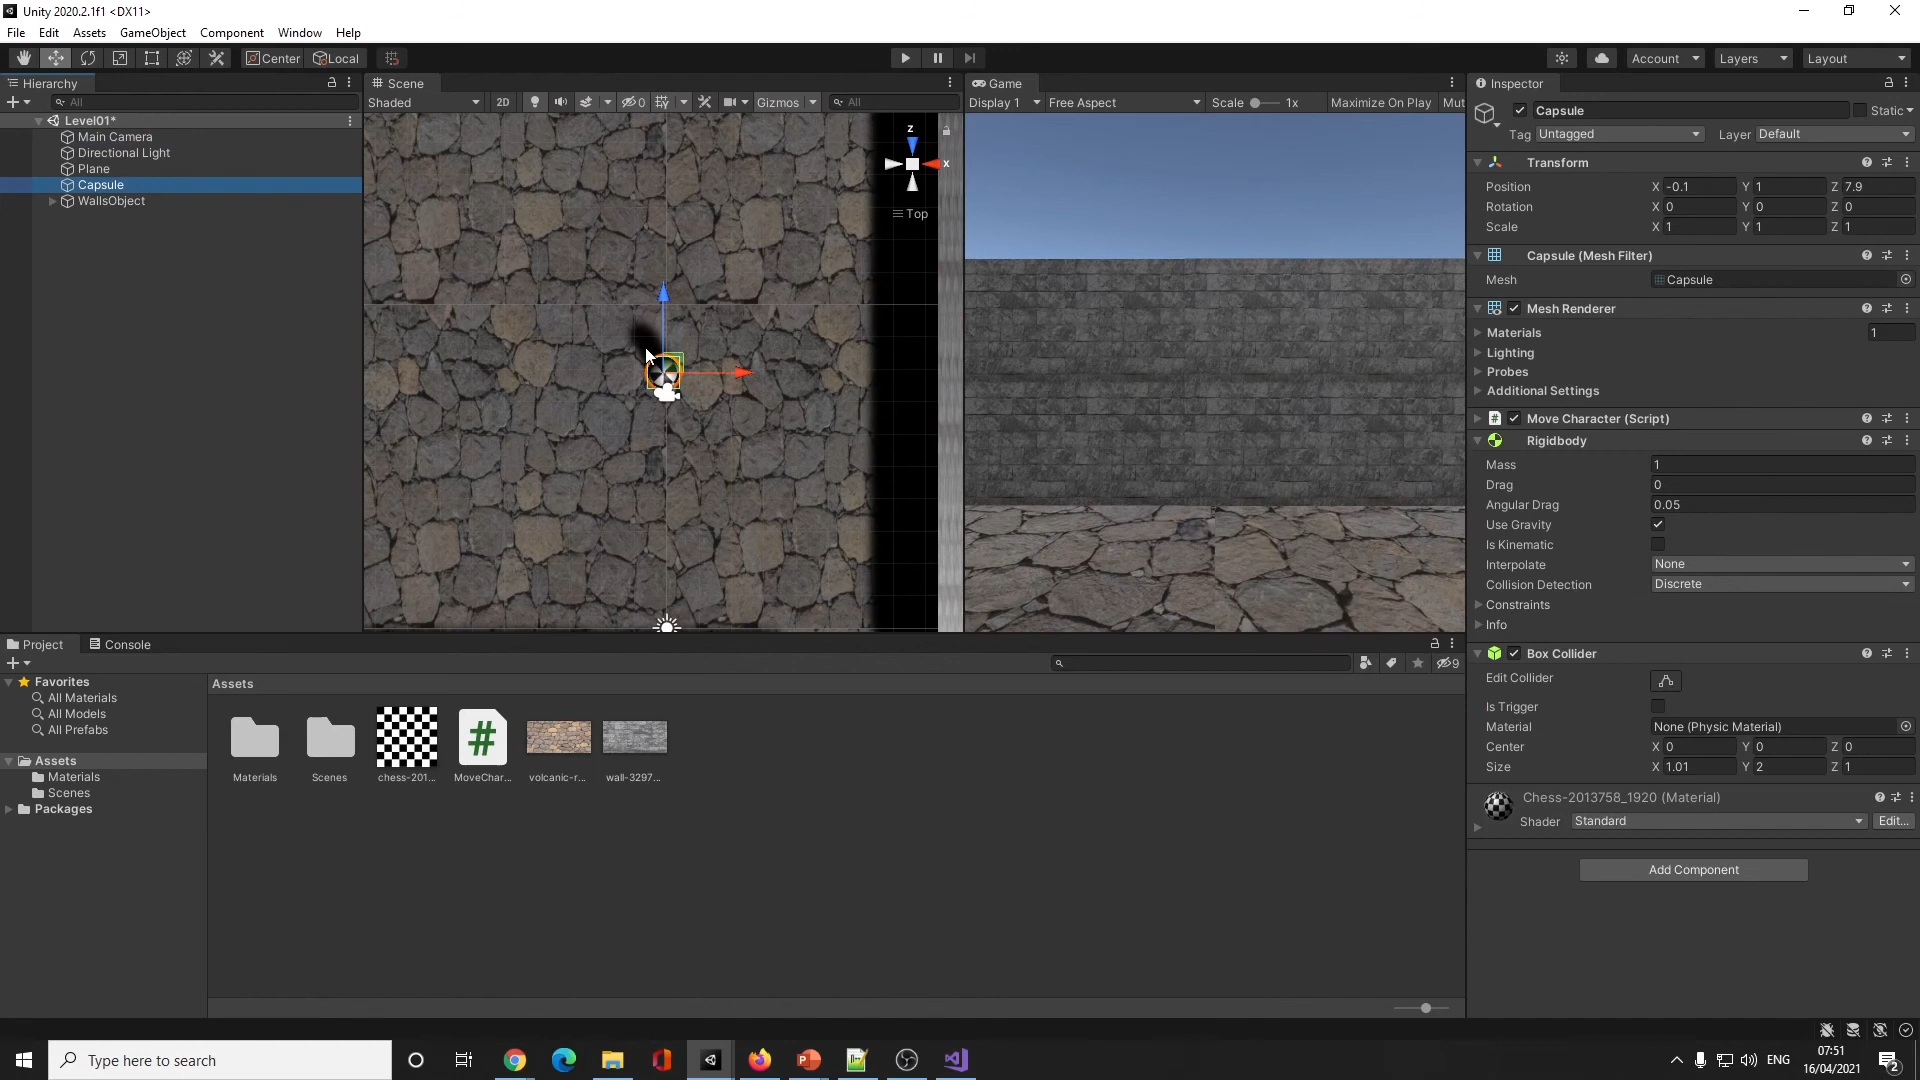 Unity 2020.2.1f1 <DX11>
File Edit Assets GameObject Component Window Help
Center Local Account Layers Layout
Hierarchy
All
Level01*
Main Camera
Directional Light
Plane
Capsule
WallsObject
# Scene
Shaded 2D 0 Gizmos All
z
x
Top
Game
Display 1 Free Aspect Scale 1x Maximize On Play Mut
Inspector
Capsule Static
Tag Untagged Layer Default
Transform
Position X -0.1 Y 1 Z 7.9
Rotation X 0 Y 0 Z 0
Scale X 1 Y 1 Z 1
Capsule (Mesh Filter)
Mesh Capsule
Mesh Renderer
Materials 1
Lighting
Probes
Additional Settings
# Move Character (Script)
Rigidbody
Mass 1
Drag 0
Angular Drag 0.05
Use Gravity
Is Kinematic
Interpolate None
Collision Detection Discrete
Constraints
Info
Box Collider
Edit Collider
Is Trigger
Material None (Physic Material)
Center X 0 Y 0 Z 0
Size X 1.01 Y 2 Z 1
Chess-2013758_1920 (Material)
Shader Standard Edit...
Add Component
Project Console
9
Favorites
All Materials
All Models
All Prefabs
Assets
Materials
Scenes
Packages
Assets
#
Materials Scenes chess-201... MoveChar... volcanic-r... wall-3297...
Type here to search
ENG
07:51
16/04/2021
2